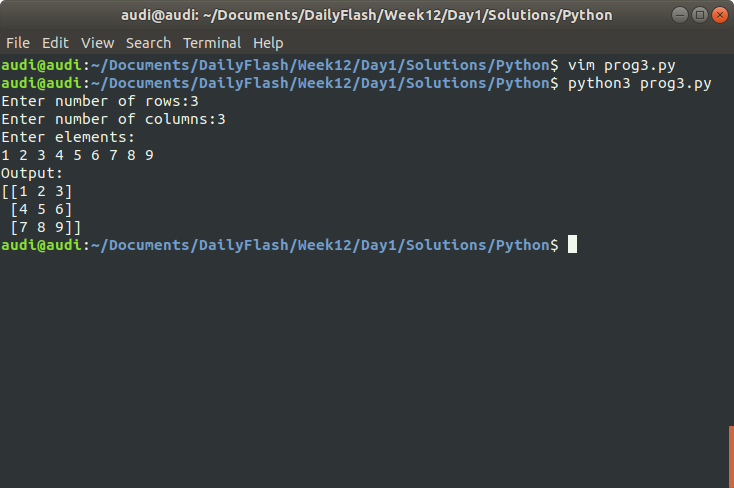 audi@audi: ~/Documents/DailyFlash/Week12/Day1/Solutions/Python
File Edit View Search Terminal Help
audi@audi:~/Documents/DailyFlash/Week12/Day1/Solutions/Python$ vim prog3.py
audi@audi:~/Documents/DailyFlash/Week12/Day1/Solutions/Python$ python3 prog3.py
Enter number of rows:3
Enter number of columns:3
Enter elements:
1 2 3 4 5 6 7 8 9
Output:
[[1 2 3]
 [4 5 6]
 [7 8 9]]
audi@audi:~/Documents/DailyFlash/Week12/Day1/Solutions/Python$